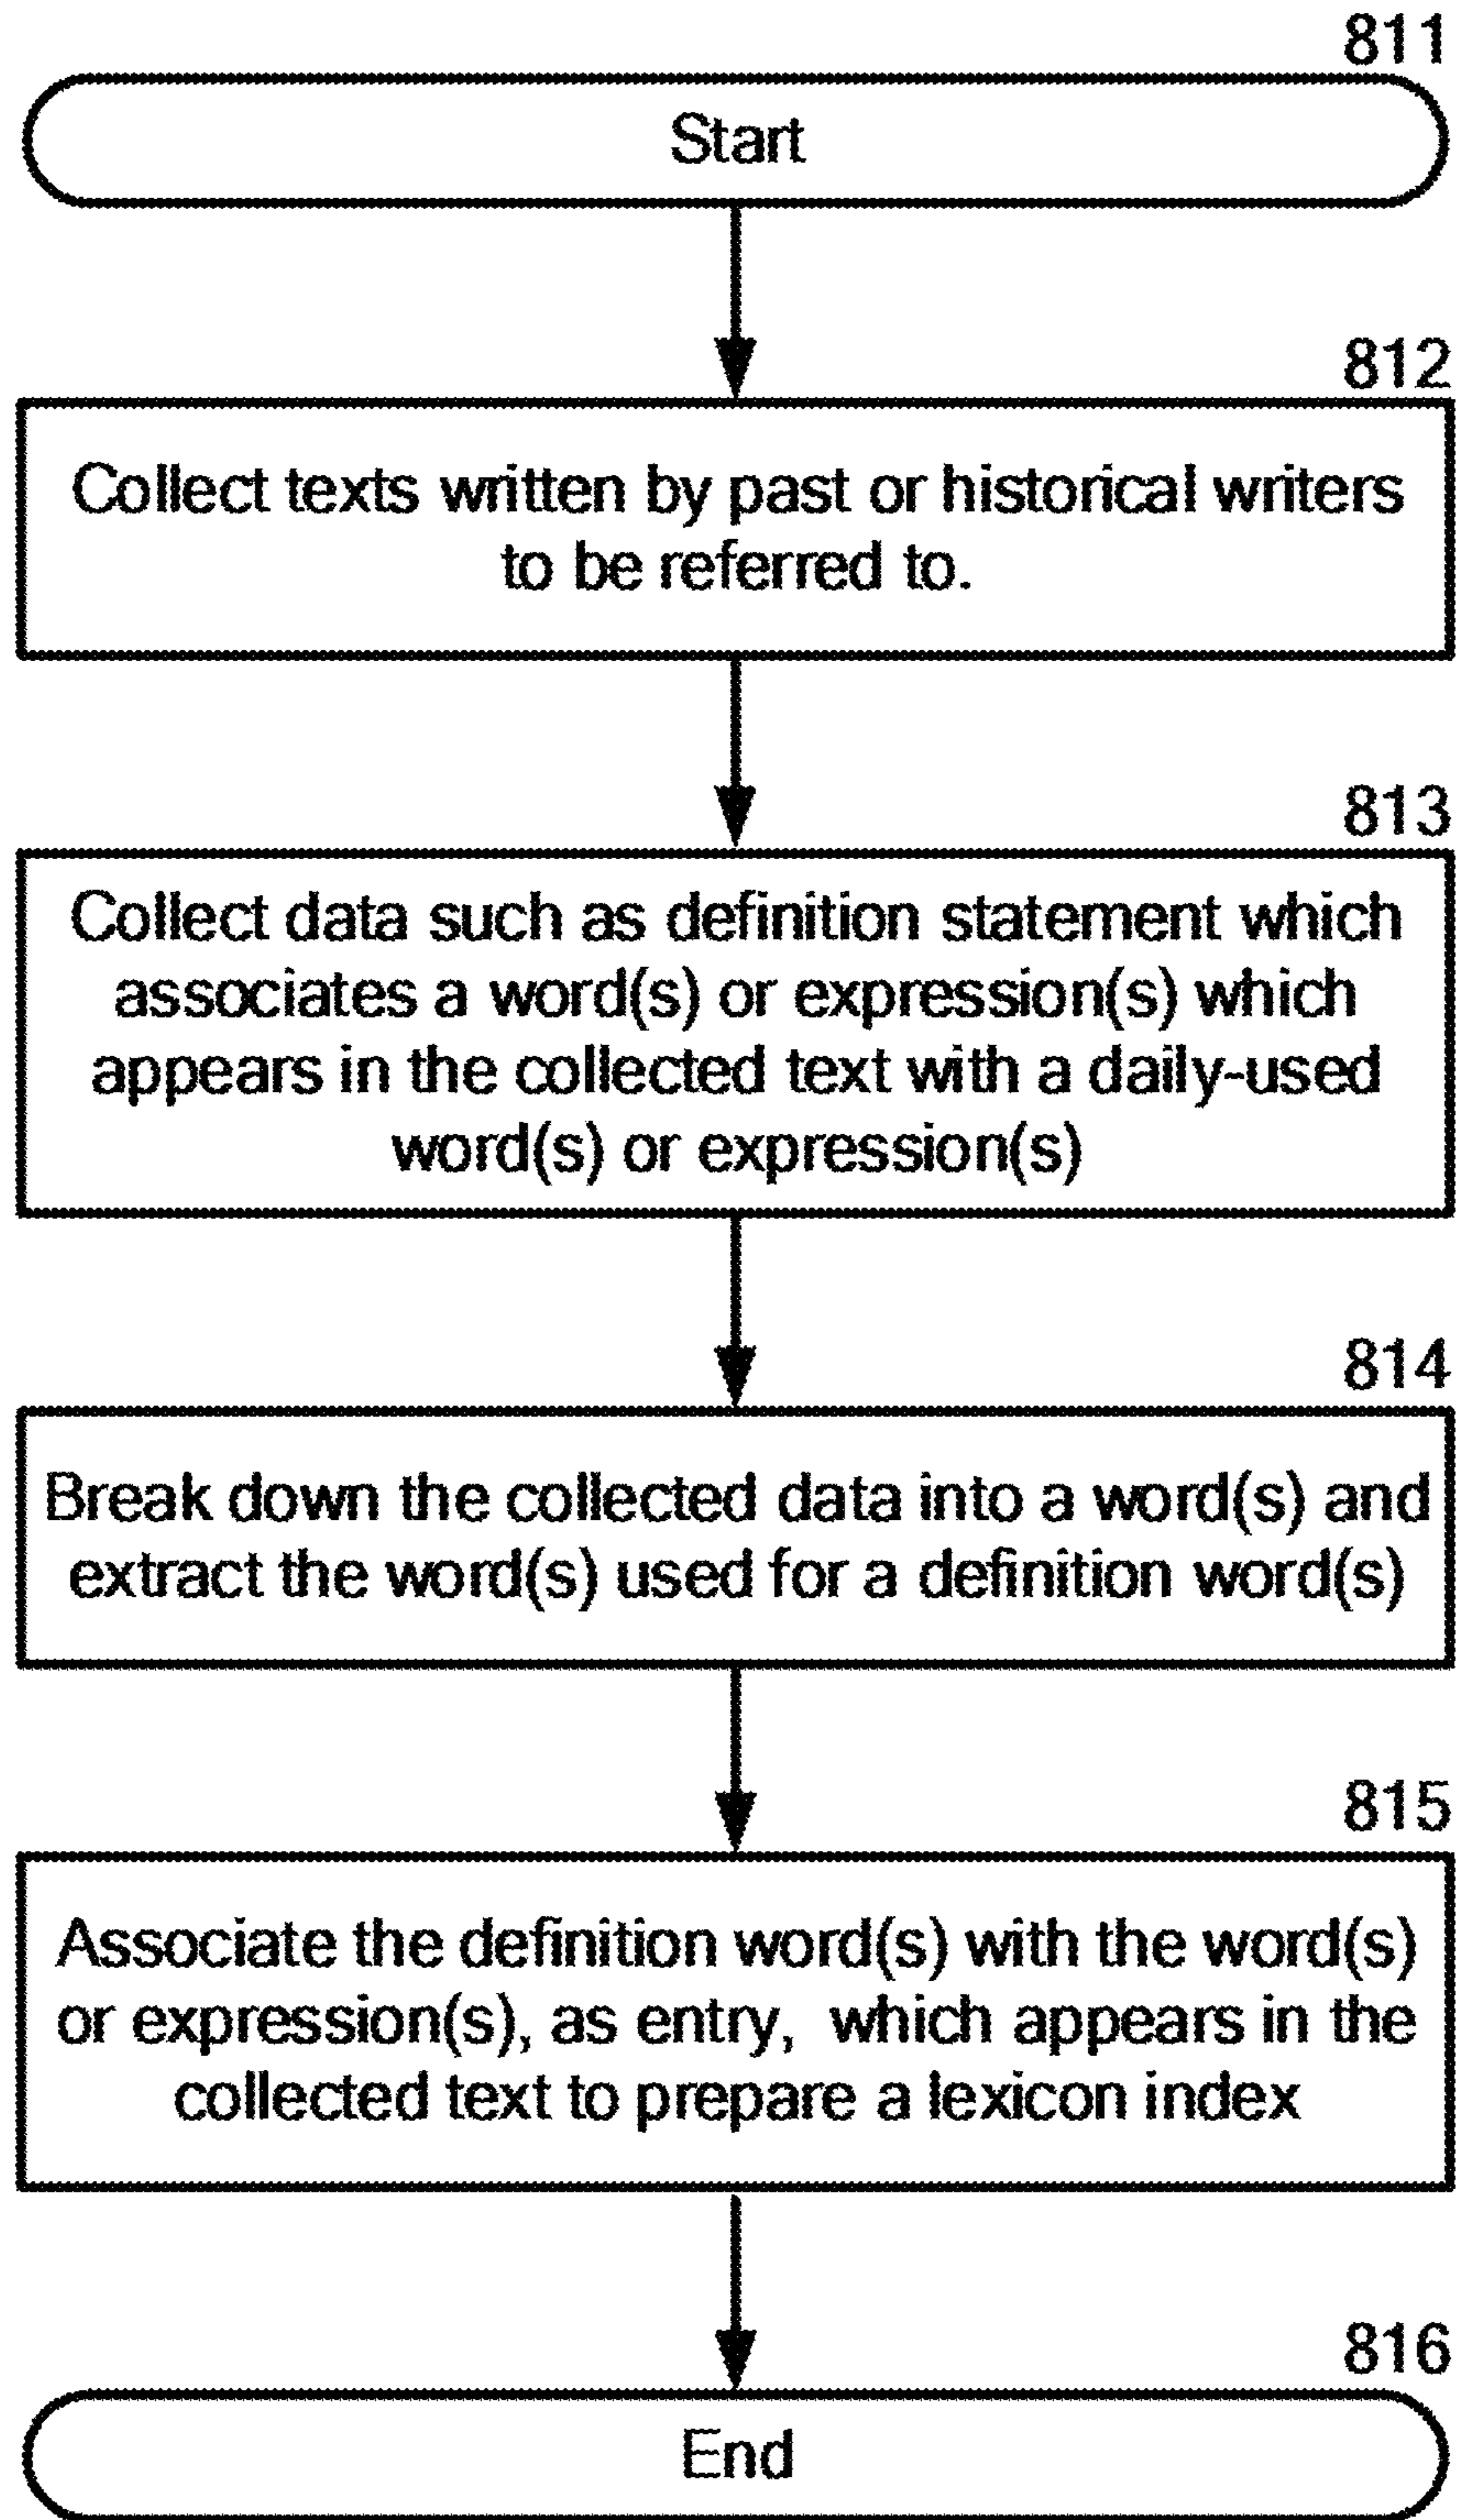 811
Start
812
Collect texts written by past or historical writers
to be referred to.
813
Collect data such as definition statement which
associates a word(s) or expression(s) which
appears in the collected text with a daily-used
word(s) or expression(s)
814
Break down the collected data into a word(s) and
extract the word(s) used for a definition word(s)
815
Associate the definition word(s) with the word(s)
or expression(s), as entry, which appears in the
collected text to prepare a lexicon index
816
End